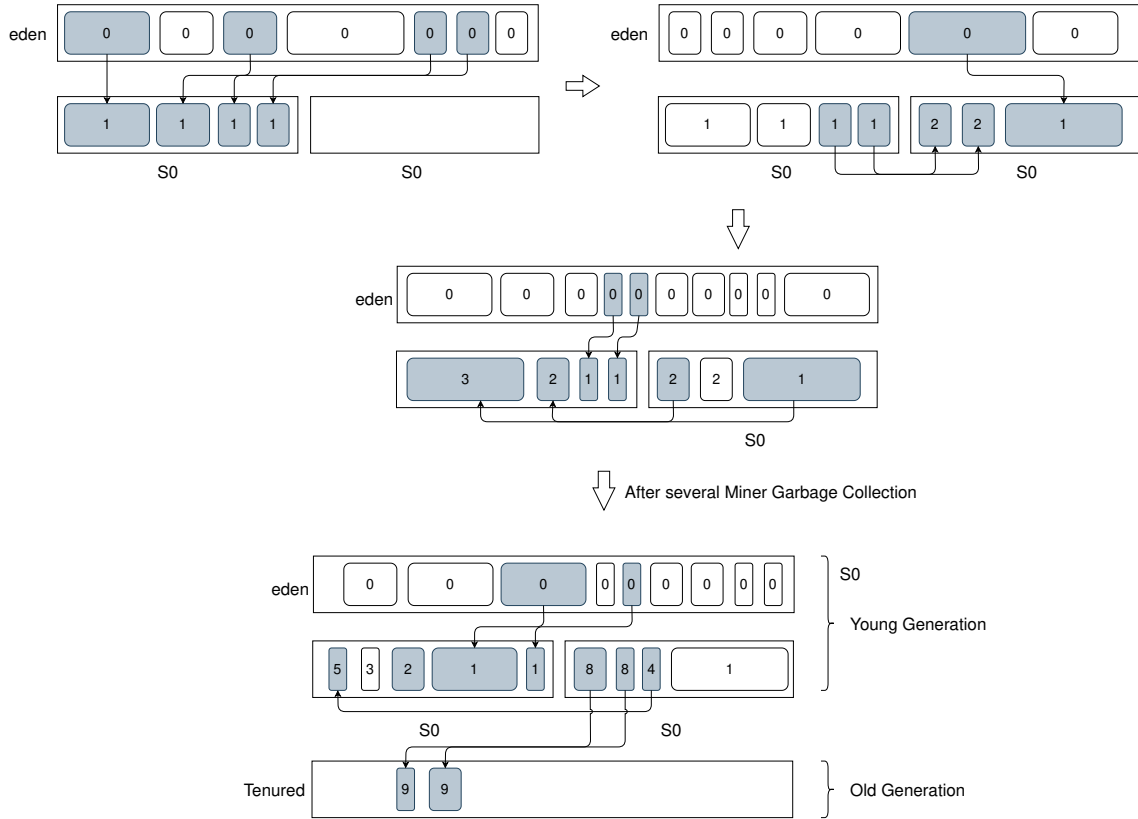 eden 0 0 0 0 0 0 0
1 1 1 1
S0 S0
eden 0 0 0 0 0 0
1 1 1 1 2 2 1
S0 S0
eden 0 0 0 0 0 0 0 0 0 0
3 2 1 1 2 2 1
S0
After several Miner Garbage Collection
eden 0 0 0 0 0 0 0 0 0
S0
Young Generation
5 3 2 1 1 8 8 4 1
S0 S0
Tenured 9 9
Old Generation